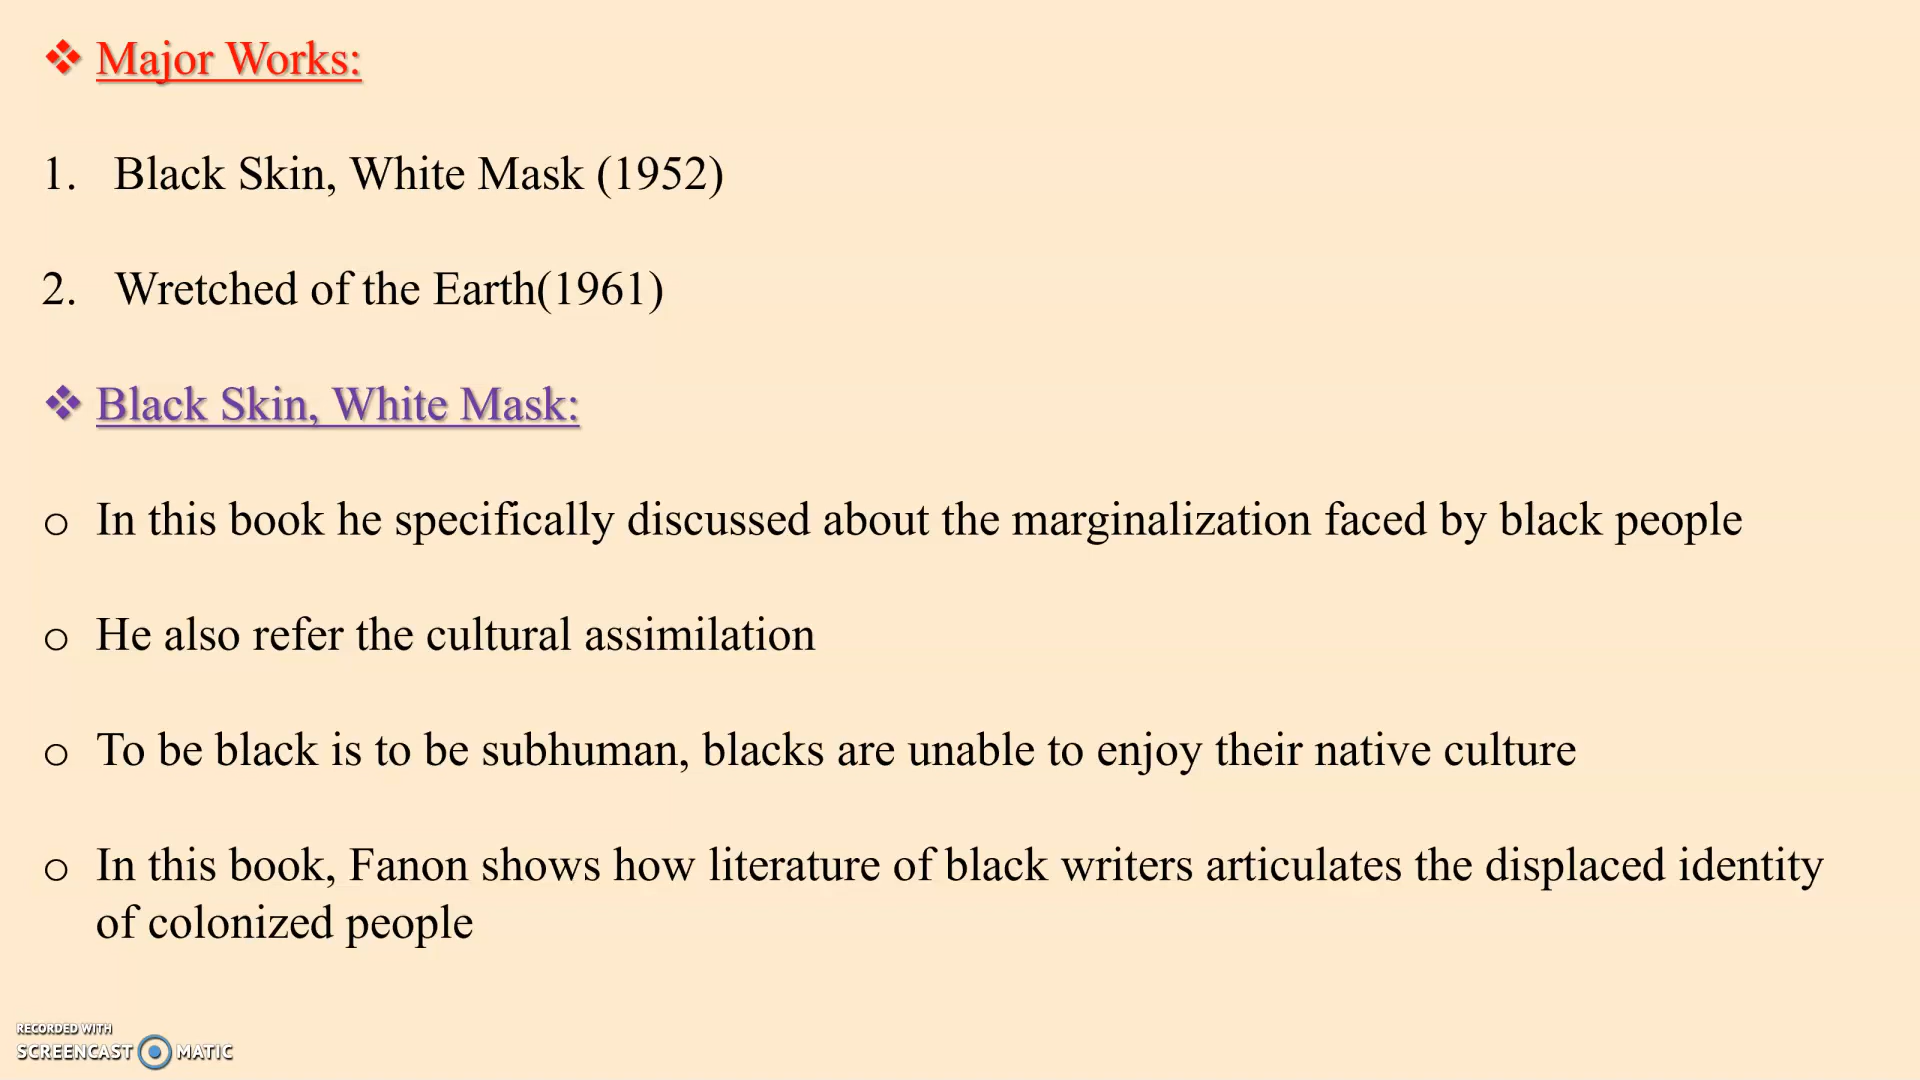 ❖ Major Works:
1. Black Skin, White Mask (1952)
2. Wretched of the Earth(1961)
❖ Black Skin, White Mask:
o In this book he specifically discussed about the marginalization faced by black people
o He also refer the cultural assimilation
o To be black is to be subhuman, blacks are unable to enjoy their native culture
o In this book, Fanon shows how literature of black writers articulates the displaced identity
of colonized people
RECORDED WITH
SCREENCAST MATIC